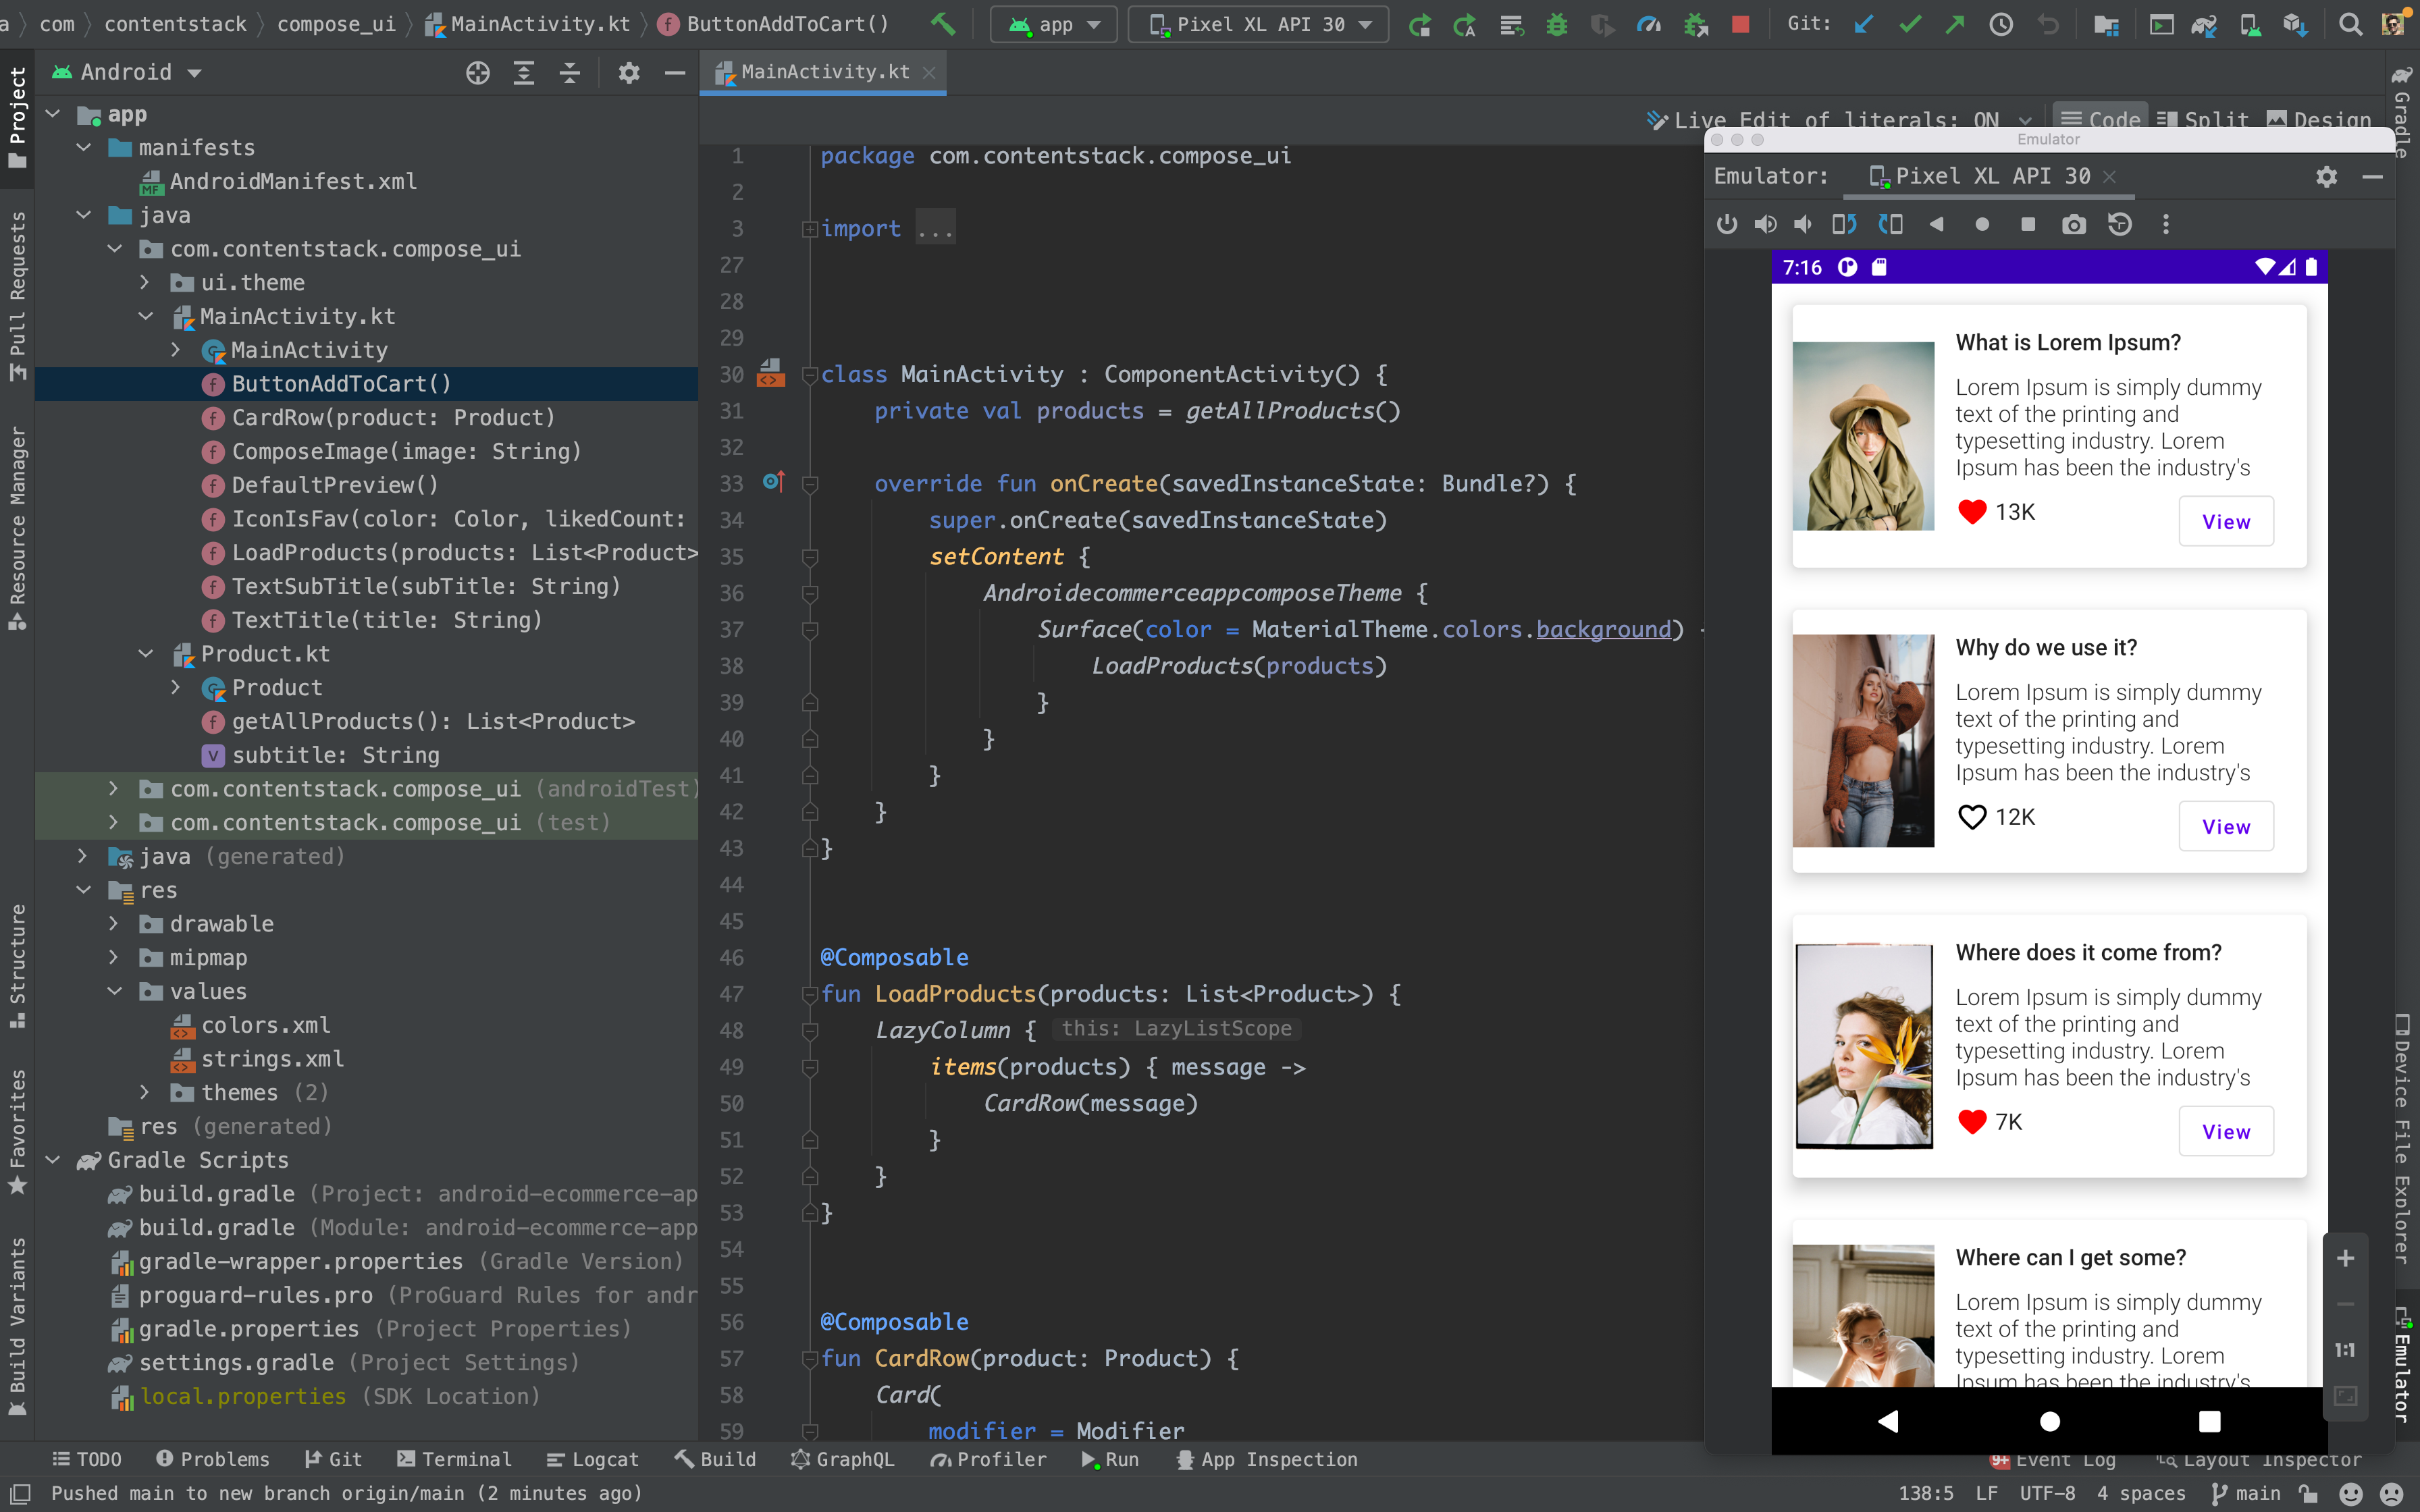 a com contentstack compose_ui MainActivity.kt ButtonAddToCart() app Pixel XL API 30 Git:
Project
Pull Requests
Resource Manager
Structure
Favorites
Build Variants
Android
app
manifests
AndroidManifest.xml
java
com.contentstack.compose_ui
ui.theme
MainActivity.kt
MainActivity
ButtonAddToCart()
CardRow(product: Product)
ComposeImage(image: String)
DefaultPreview()
IconIsFav(color: Color, likedCount:
LoadProducts(products: List<Product>
TextSubTitle(subTitle: String)
TextTitle(title: String)
Product.kt
Product
getAllProducts(): List<Product>
subtitle: String
com.contentstack.compose_ui (androidTest)
com.contentstack.compose_ui (test)
java (generated)
res
drawable
mipmap
values
colors.xml
strings.xml
themes (2)
res (generated)
Gradle Scripts
build.gradle (Project: android-ecommerce-ap
build.gradle (Module: android-ecommerce-app
gradle-wrapper.properties (Gradle Version)
proguard-rules.pro (ProGuard Rules for andr
gradle.properties (Project Properties)
settings.gradle (Project Settings)
local.properties (SDK Location)
MainActivity.kt
Live Edit of literals: ON Code Split Design
1 package com.contentstack.compose_ui
2
3 import ...
27
28
29
30 class MainActivity : ComponentActivity() {
31 private val products = getAllProducts()
32
33 override fun onCreate(savedInstanceState: Bundle?) {
34 super.onCreate(savedInstanceState)
35 setContent {
36 AndroidecommerceappcomposeTheme {
37 Surface(color = MaterialTheme.colors.background) {
38 LoadProducts(products)
39 }
40 }
41 }
42 }
43 }
44
45
46 @Composable
47 fun LoadProducts(products: List<Product>) {
48 LazyColumn { this: LazyListScope
49 items(products) { message ->
50 CardRow(message)
51 }
52 }
53 }
54
55
56 @Composable
57 fun CardRow(product: Product) {
58 Card(
59 modifier = Modifier
Emulator
Emulator: Pixel XL API 30
7:16
What is Lorem Ipsum?
Lorem Ipsum is simply dummy
text of the printing and
typesetting industry. Lorem
Ipsum has been the industry's
13K View
Why do we use it?
Lorem Ipsum is simply dummy
text of the printing and
typesetting industry. Lorem
Ipsum has been the industry's
12K View
Where does it come from?
Lorem Ipsum is simply dummy
text of the printing and
typesetting industry. Lorem
Ipsum has been the industry's
7K View
Where can I get some?
Lorem Ipsum is simply dummy
text of the printing and
typesetting industry. Lorem
Ipsum has been the industry's
1:1
Gradle
Device File Explorer
Emulator
TODO Problems Git Terminal Logcat Build GraphQL Profiler Run App Inspection 9+ Event Log Layout Inspector
Pushed main to new branch origin/main (2 minutes ago) 138:5 LF UTF-8 4 spaces main